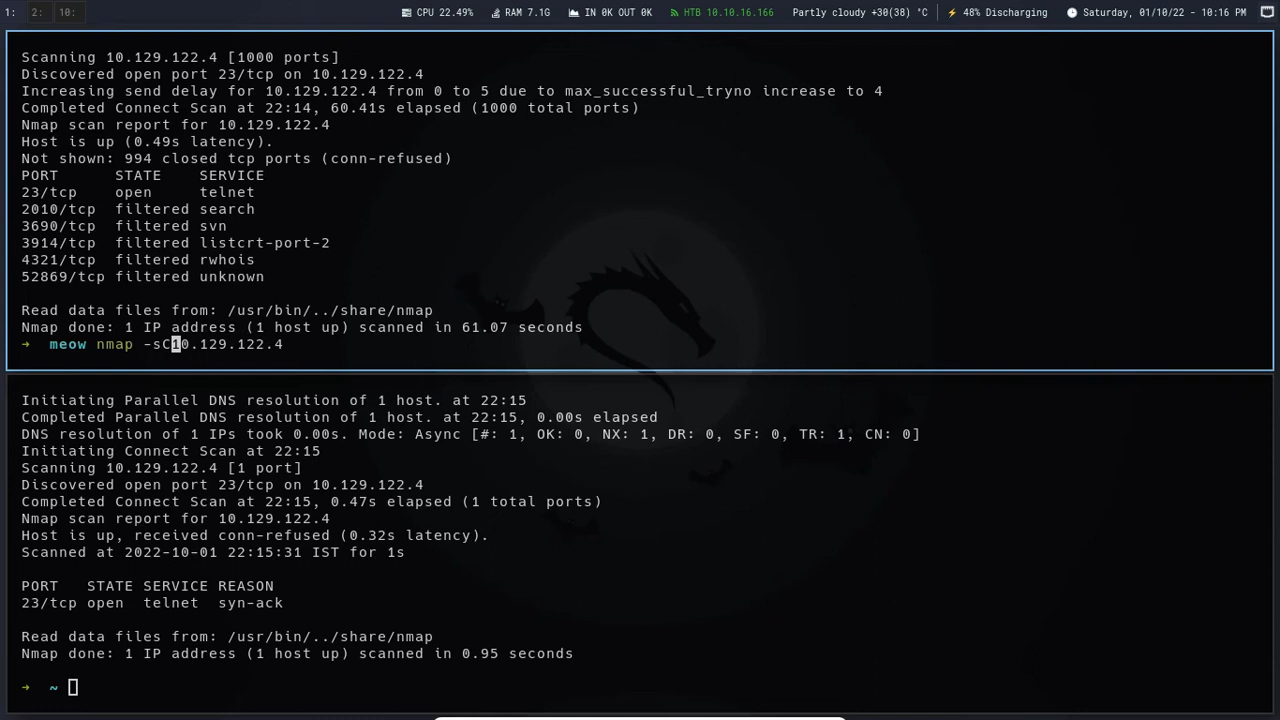 1: 2: 10: CPU 22.49% RAM 7.1G IN 0K OUT 0K HTB 10.10.16.166 Partly cloudy +30(38) °C 48% Discharging Saturday, 01/10/22 - 10:16 PM
Scanning 10.129.122.4 [1000 ports]
Discovered open port 23/tcp on 10.129.122.4
Increasing send delay for 10.129.122.4 from 0 to 5 due to max_successful_tryno increase to 4
Completed Connect Scan at 22:14, 60.41s elapsed (1000 total ports)
Nmap scan report for 10.129.122.4
Host is up (0.49s latency).
Not shown: 994 closed tcp ports (conn-refused)
PORT STATE SERVICE
23/tcp open telnet
2010/tcp filtered search
3690/tcp filtered svn
3914/tcp filtered listcrt-port-2
4321/tcp filtered rwhois
52869/tcp filtered unknown
Read data files from: /usr/bin/../share/nmap
Nmap done: 1 IP address (1 host up) scanned in 61.07 seconds
→ meow nmap -sC10.129.122.4
Initiating Parallel DNS resolution of 1 host. at 22:15
Completed Parallel DNS resolution of 1 host. at 22:15, 0.00s elapsed
DNS resolution of 1 IPs took 0.00s. Mode: Async [#: 1, OK: 0, NX: 1, DR: 0, SF: 0, TR: 1, CN: 0]
Initiating Connect Scan at 22:15
Scanning 10.129.122.4 [1 port]
Discovered open port 23/tcp on 10.129.122.4
Completed Connect Scan at 22:15, 0.47s elapsed (1 total ports)
Nmap scan report for 10.129.122.4
Host is up, received conn-refused (0.32s latency).
Scanned at 2022-10-01 22:15:31 IST for 1s
PORT STATE SERVICE REASON
23/tcp open telnet syn-ack
Read data files from: /usr/bin/../share/nmap
Nmap done: 1 IP address (1 host up) scanned in 0.95 seconds
→ ~